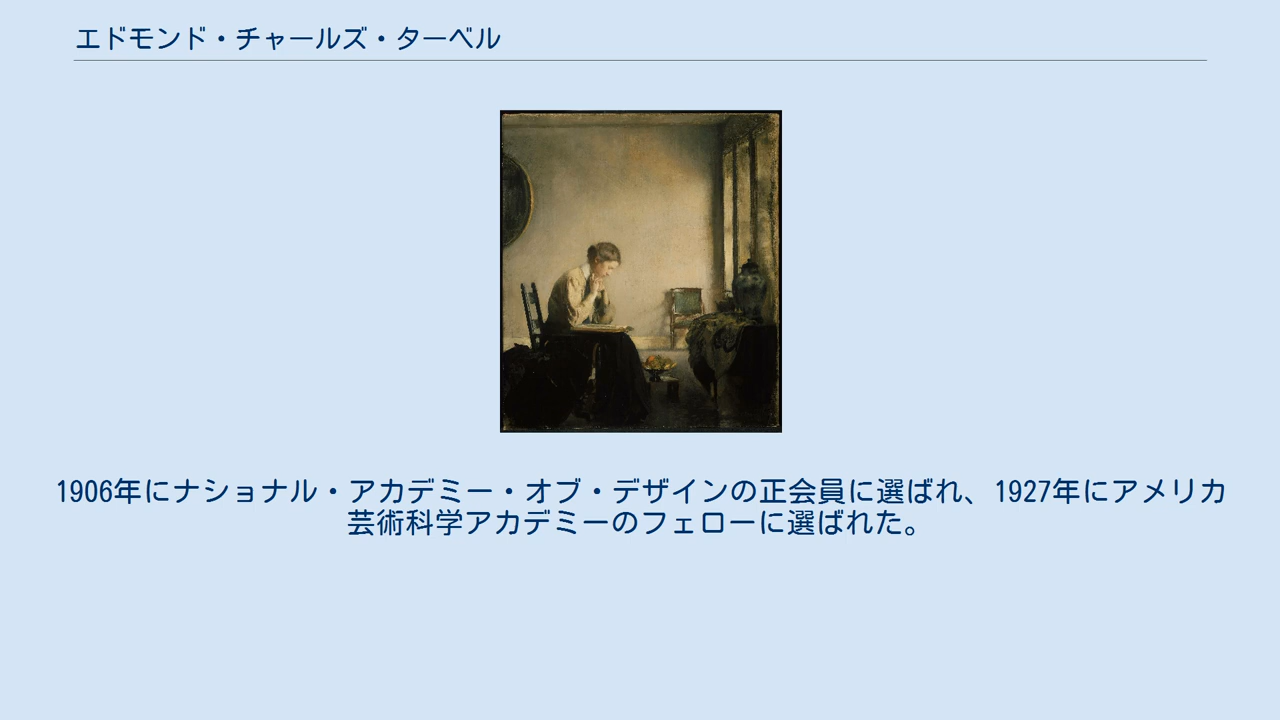 エドモンド・チャールズ・ターベル
1906年にナショナル・アカデミー・オブ・デザインの正会員に選ばれ、1927年にアメリカ
芸術科学アカデミーのフェローに選ばれた。